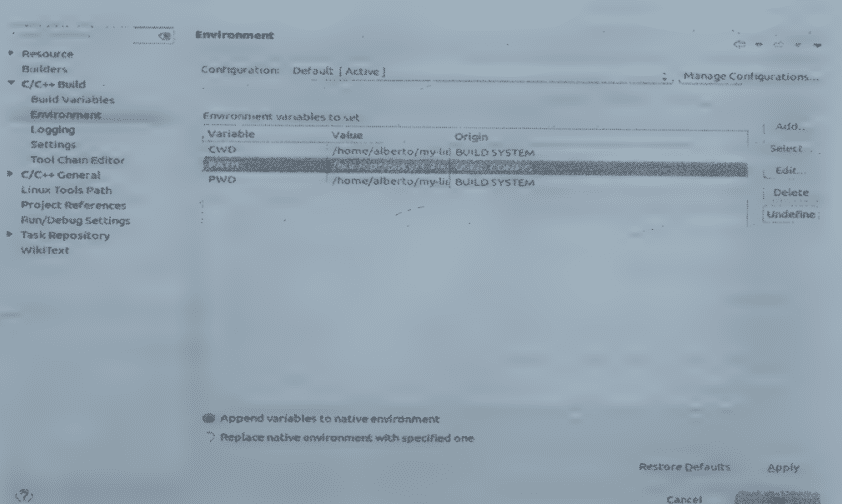 Environment
Resource
Builders
C/C++ Build
Build Variables
Environment
Logging
Settings
Tool Chain Editor
C/C++ General
Linux Tools Path
Project References
Run/Debug Settings
Task Repository
WikiText
Configuration: Default [ Active ]
Manage Configurations...
Environment variables to set
Variable Value Origin
CWD /home/alberto/my-lin BUILD SYSTEM
PATH
PWD /home/alberto/my-lin BUILD SYSTEM
Add...
Select...
Edit...
Delete
Undefine
Append variables to native environment
Replace native environment with specified one
Restore Defaults Apply
Cancel